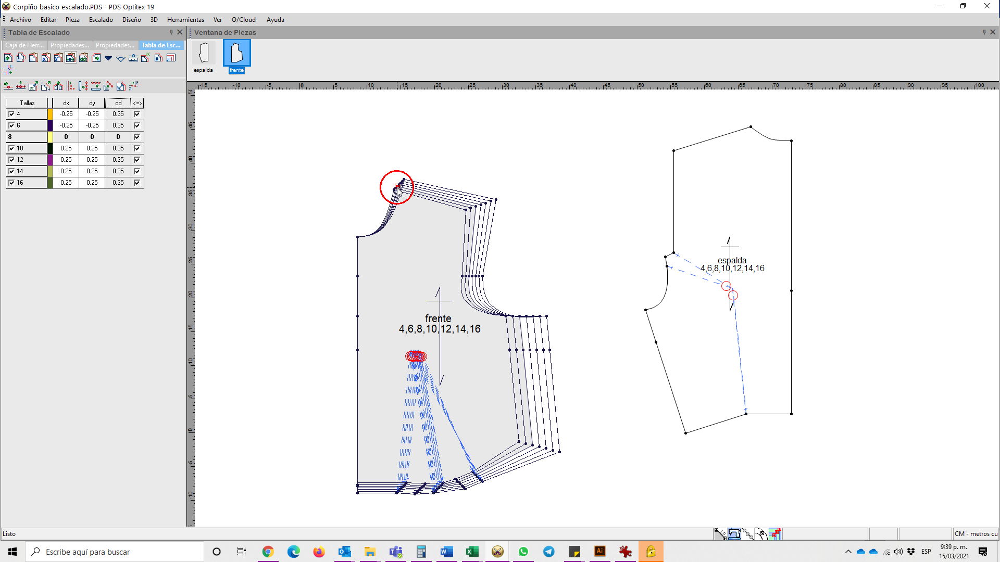 Corpiño basico escalado.PDS - PDS Optitex 19
Archivo Editar Pieza Escalado Diseño 3D Herramientas Ver O/Cloud Ayuda
Tabla de Escalado
Caja de Herr... Propiedades... Propiedades... Tabla de Esc...
Tallas dx dy dd <=>
4 -0.25 -0.25 0.35
6 -0.25 -0.25 0.35
8 0 0 0
10 0.25 0.25 0.35
12 0.25 0.25 0.35
14 0.25 0.25 0.35
16 0.25 0.25 0.35
Ventana de Piezas
espalda
frente
-15 -10 -5 0 5 10 15 20 25 30 35 40 45 50 55 60 65 70 75 80 85 90 95 100
50
45
40
35
30
25
20
15
10
5
0
-5
-10
frente
4,6,8,10,12,14,16
espalda
4,6,8,10,12,14,16
Listo
CM - metros cu
Escribe aquí para buscar
Ai
ESP
9:39 p. m.
15/03/2021